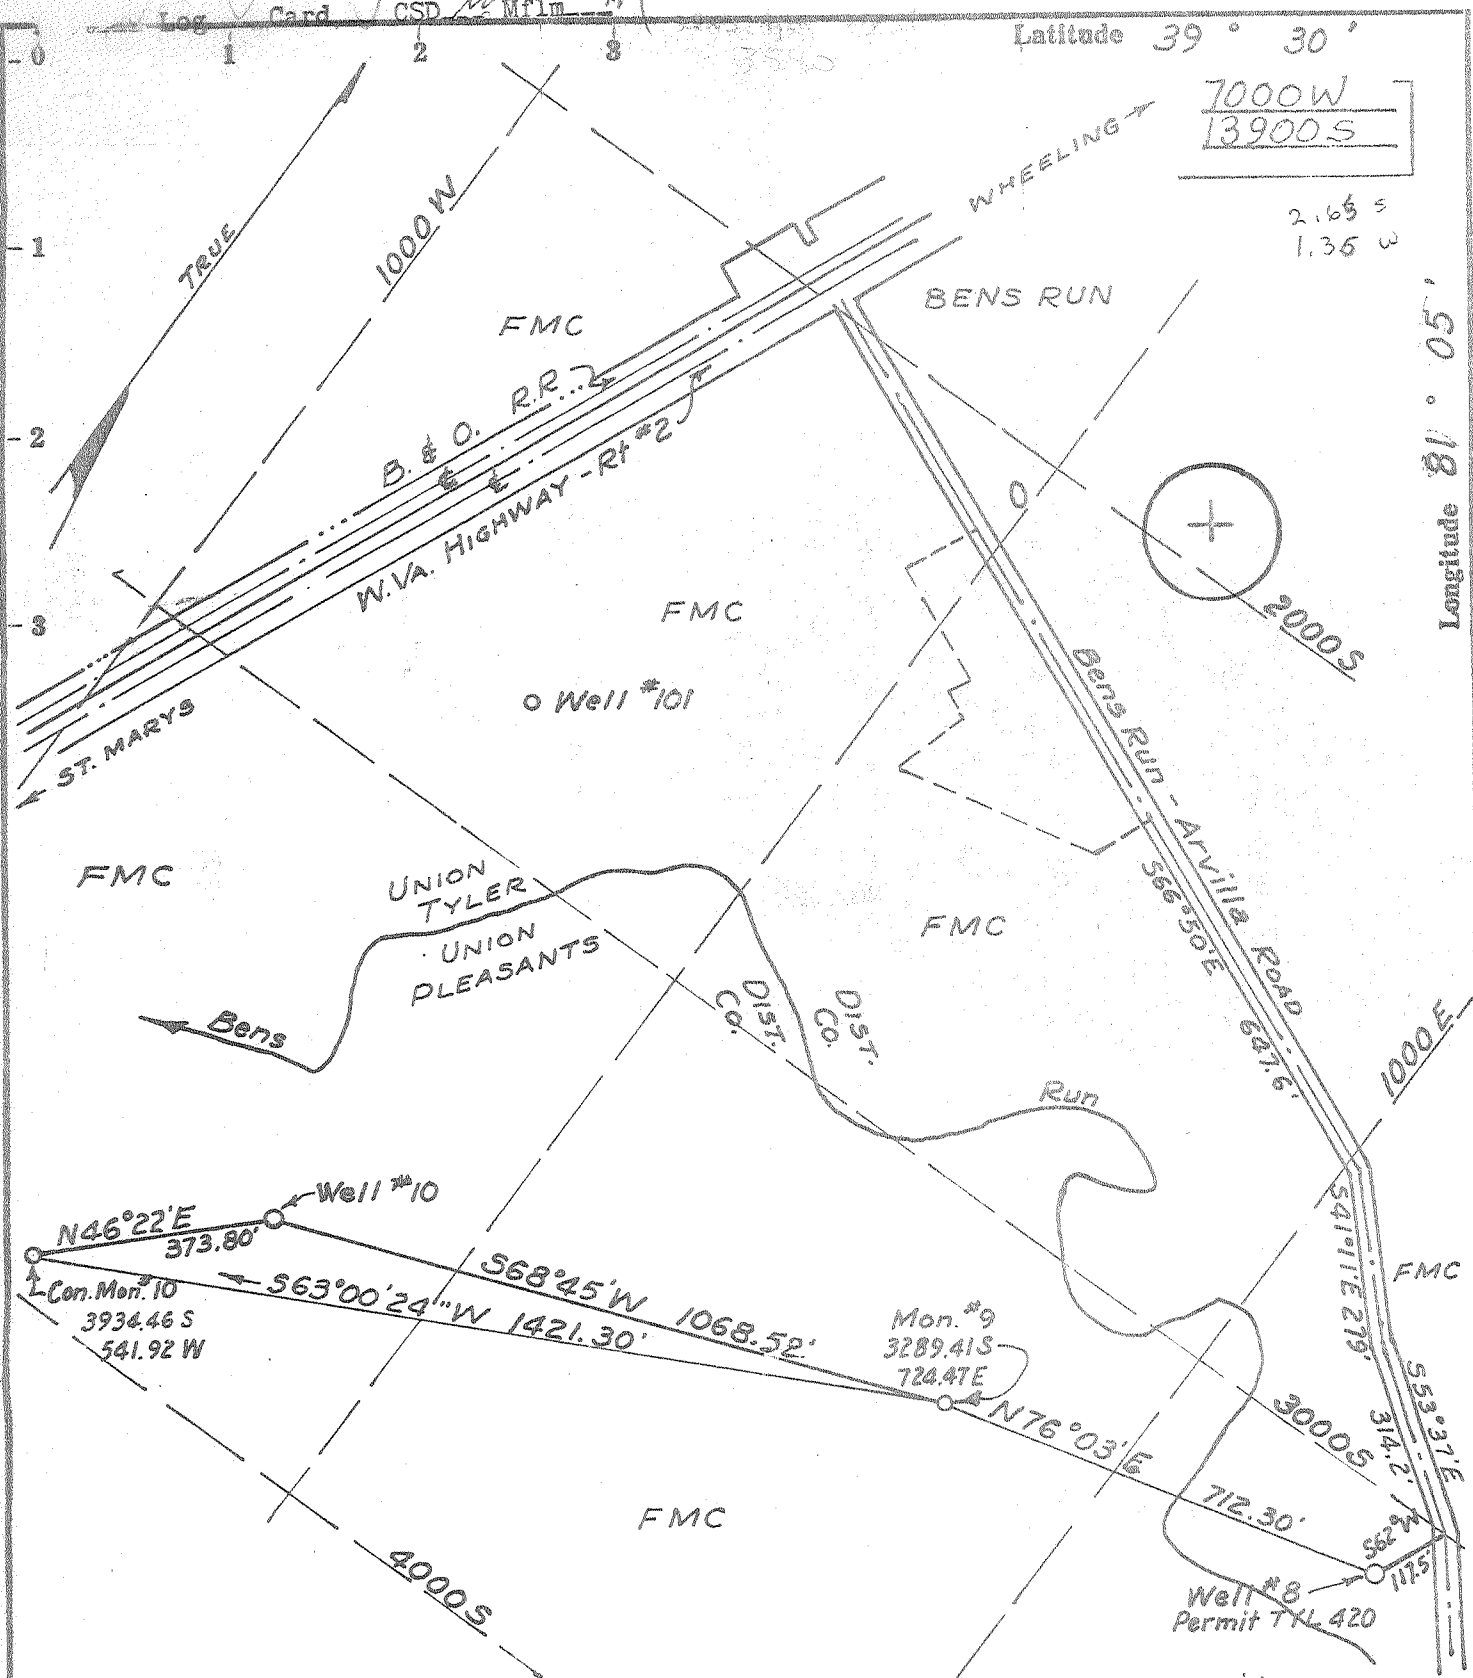 Log Card CSD Mflm
0 1 2 3
Latitude 39° 30'
7000W
13900S
2.65 S
1.35 W
Longitude 81° 05'
1
2
3
TRUE
1000W
WHEELING
BENS RUN
FMC
B. & O. R.R.
W.VA. HIGHWAY - Rt #2
0
2000S
FMC
Well #101
ST. MARYS
Bens Run - Arvilla ROAD
FMC
UNION
TYLER
UNION
PLEASANTS
DIST.
CO.
DIST.
CO.
FMC
S66°50'E
647.6'
Bens
Run
1000E
Well #10
N46°22'E
373.80'
S68°45'W 1068.52'
S63°00'24"W 1421.30'
Con. Mon. #10
3934.46 S
541.92 W
Mon. #9
3289.41 S
724.47E
S41°11'E 279'
FMC
S53°37'E
314.2'
3000S
N76°03'E
712.30'
FMC
4000S
S62°
117.5'
Well #8
Permit TYL 420